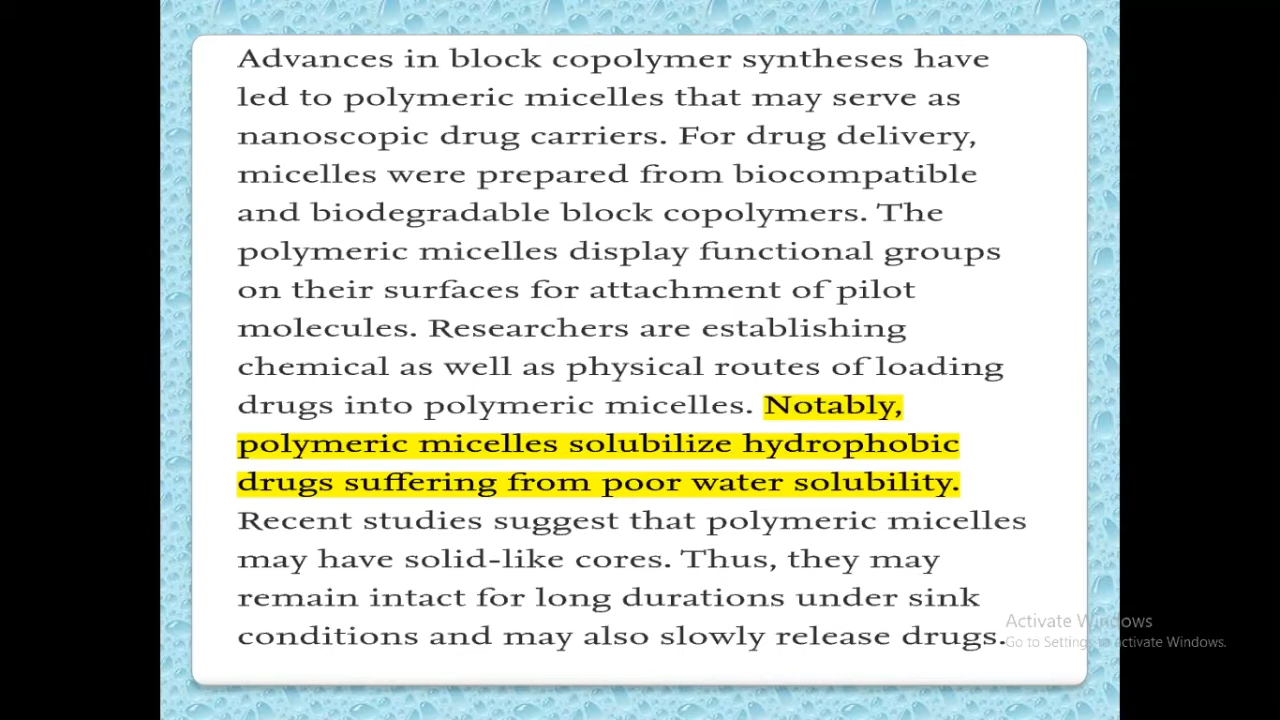 Advances in block copolymer syntheses have
led to polymeric micelles that may serve as
nanoscopic drug carriers. For drug delivery,
micelles were prepared from biocompatible
and biodegradable block copolymers. The
polymeric micelles display functional groups
on their surfaces for attachment of pilot
molecules. Researchers are establishing
chemical as well as physical routes of loading
drugs into polymeric micelles. Notably,
polymeric micelles solubilize hydrophobic
drugs suffering from poor water solubility.
Recent studies suggest that polymeric micelles
may have solid-like cores. Thus, they may
remain intact for long durations under sink
conditions and may also slowly release drugs.
Activate Windows
Go to Settings to activate Windows.